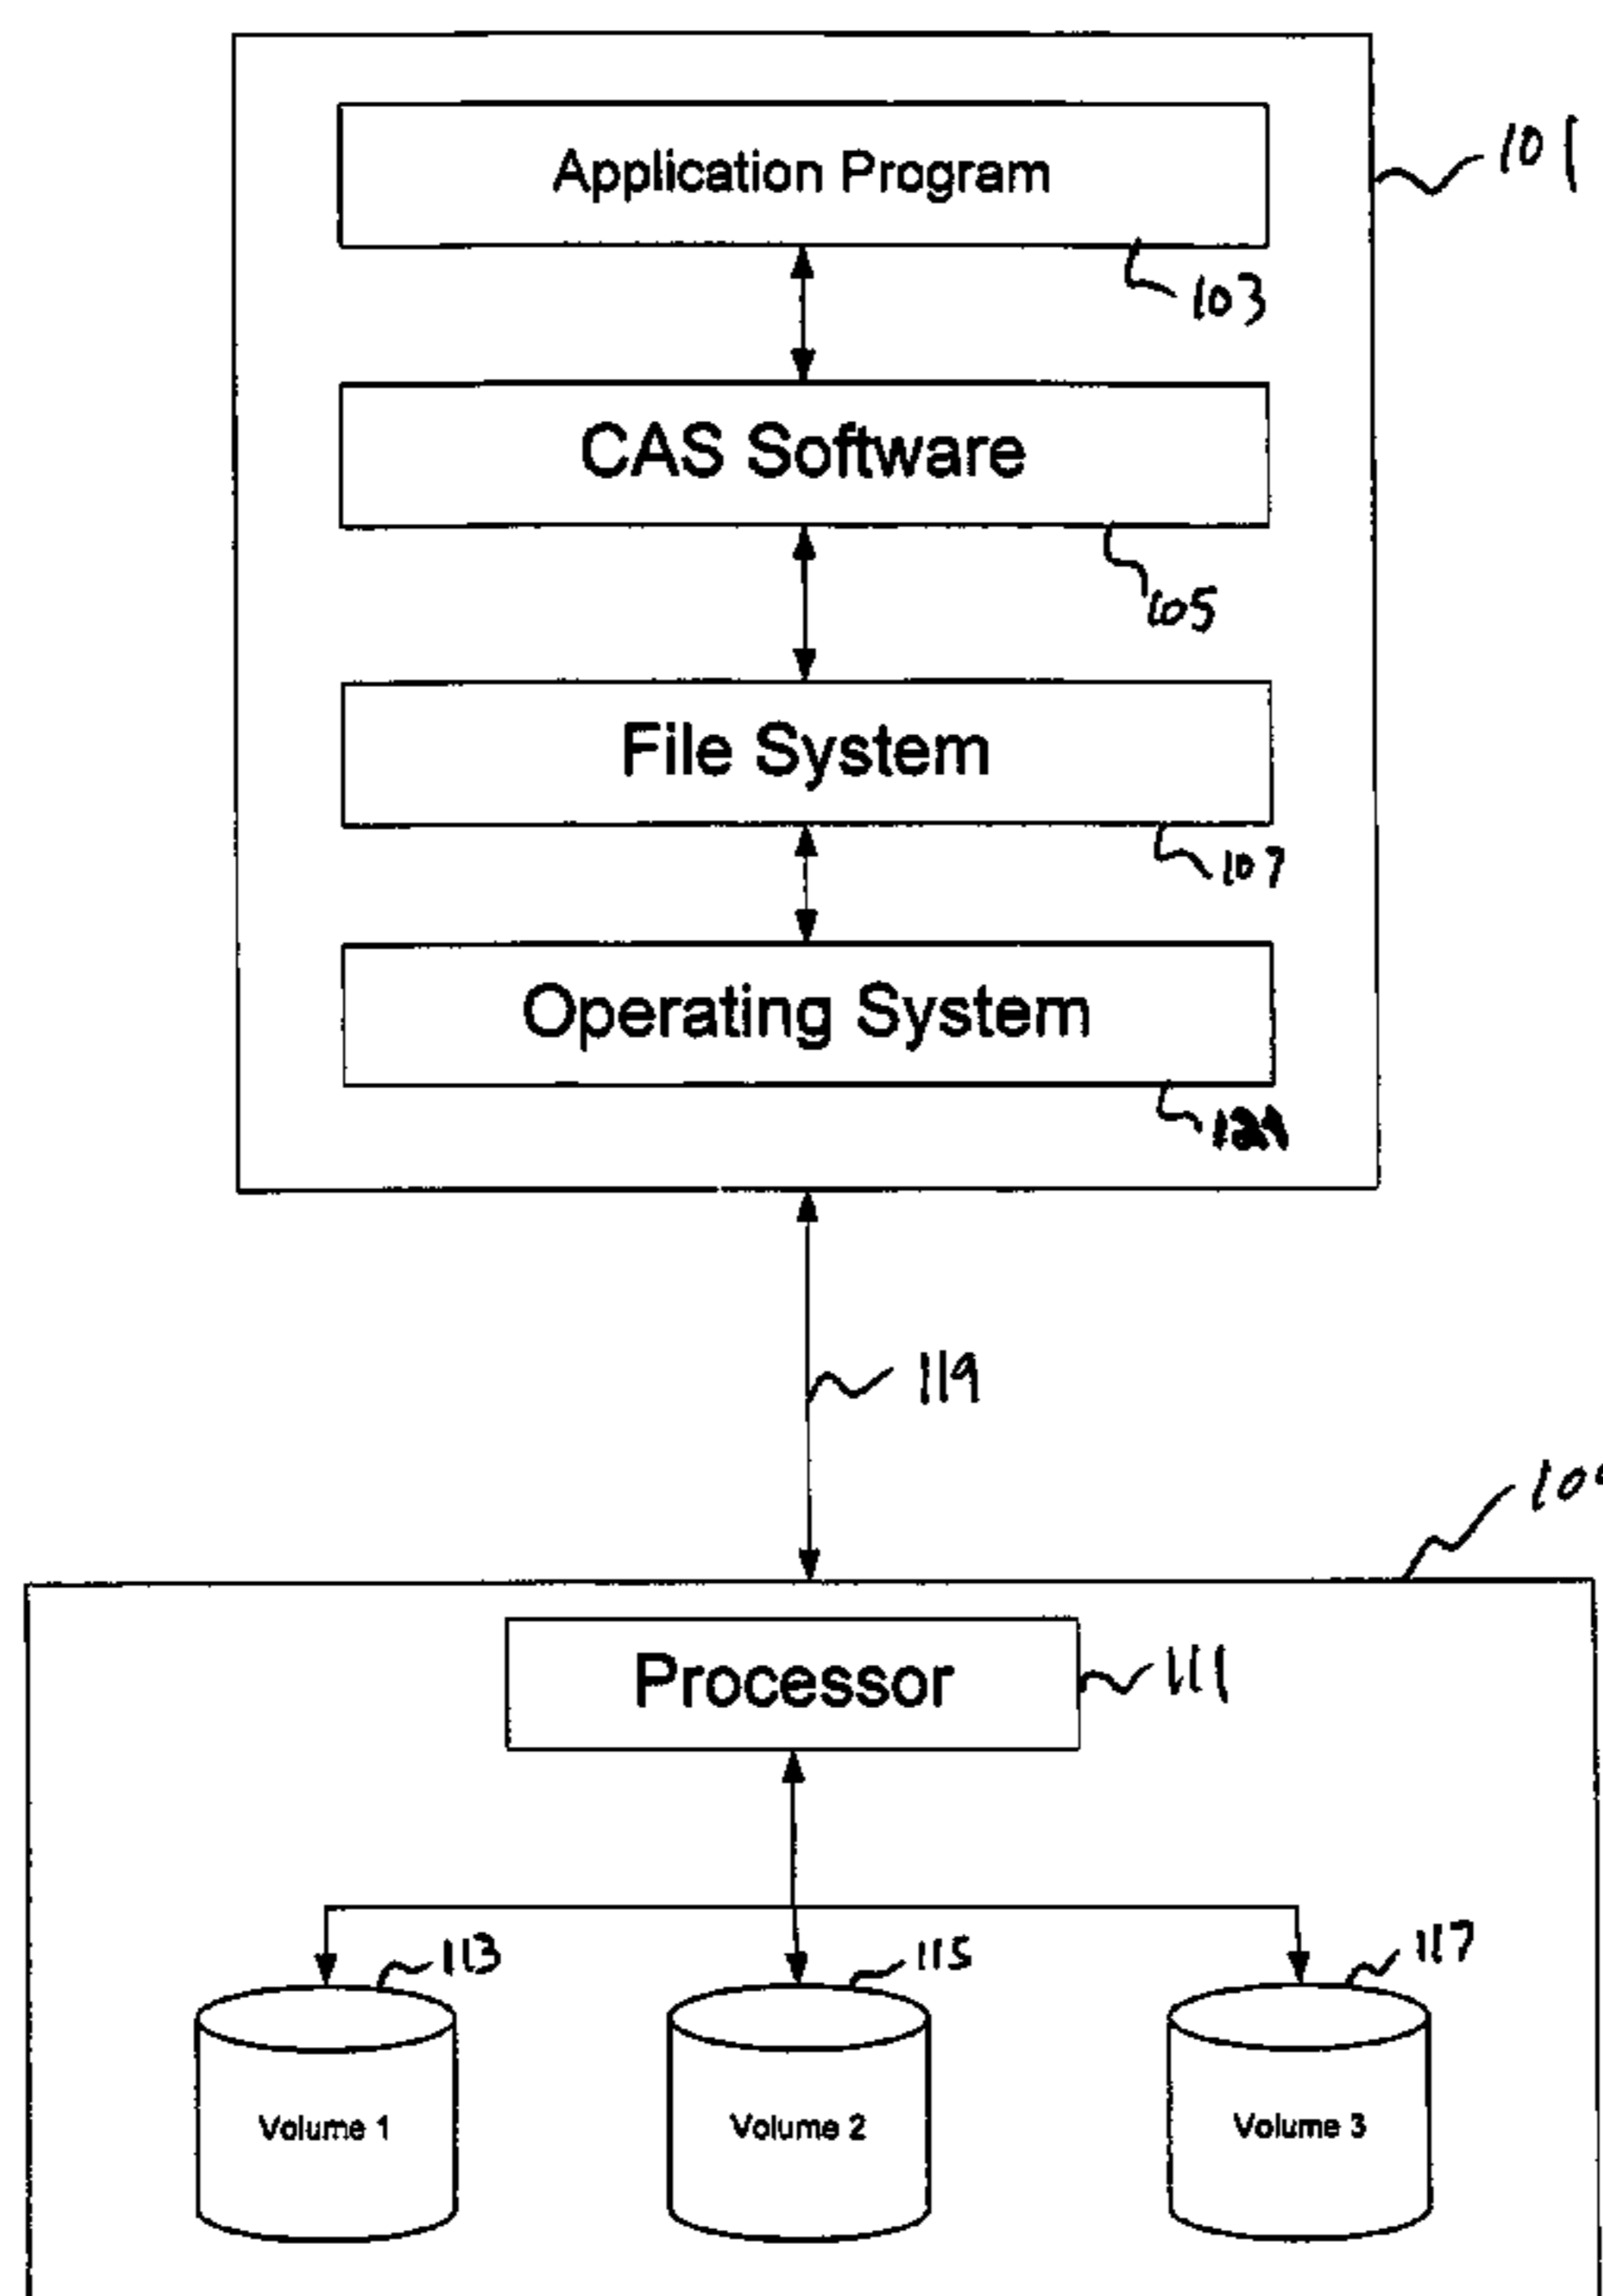 Application Program
101
103
CAS Software
105
File System
107
Operating System
119
Processor
111
113
115
117
Volume 1
Volume 2
Volume 3